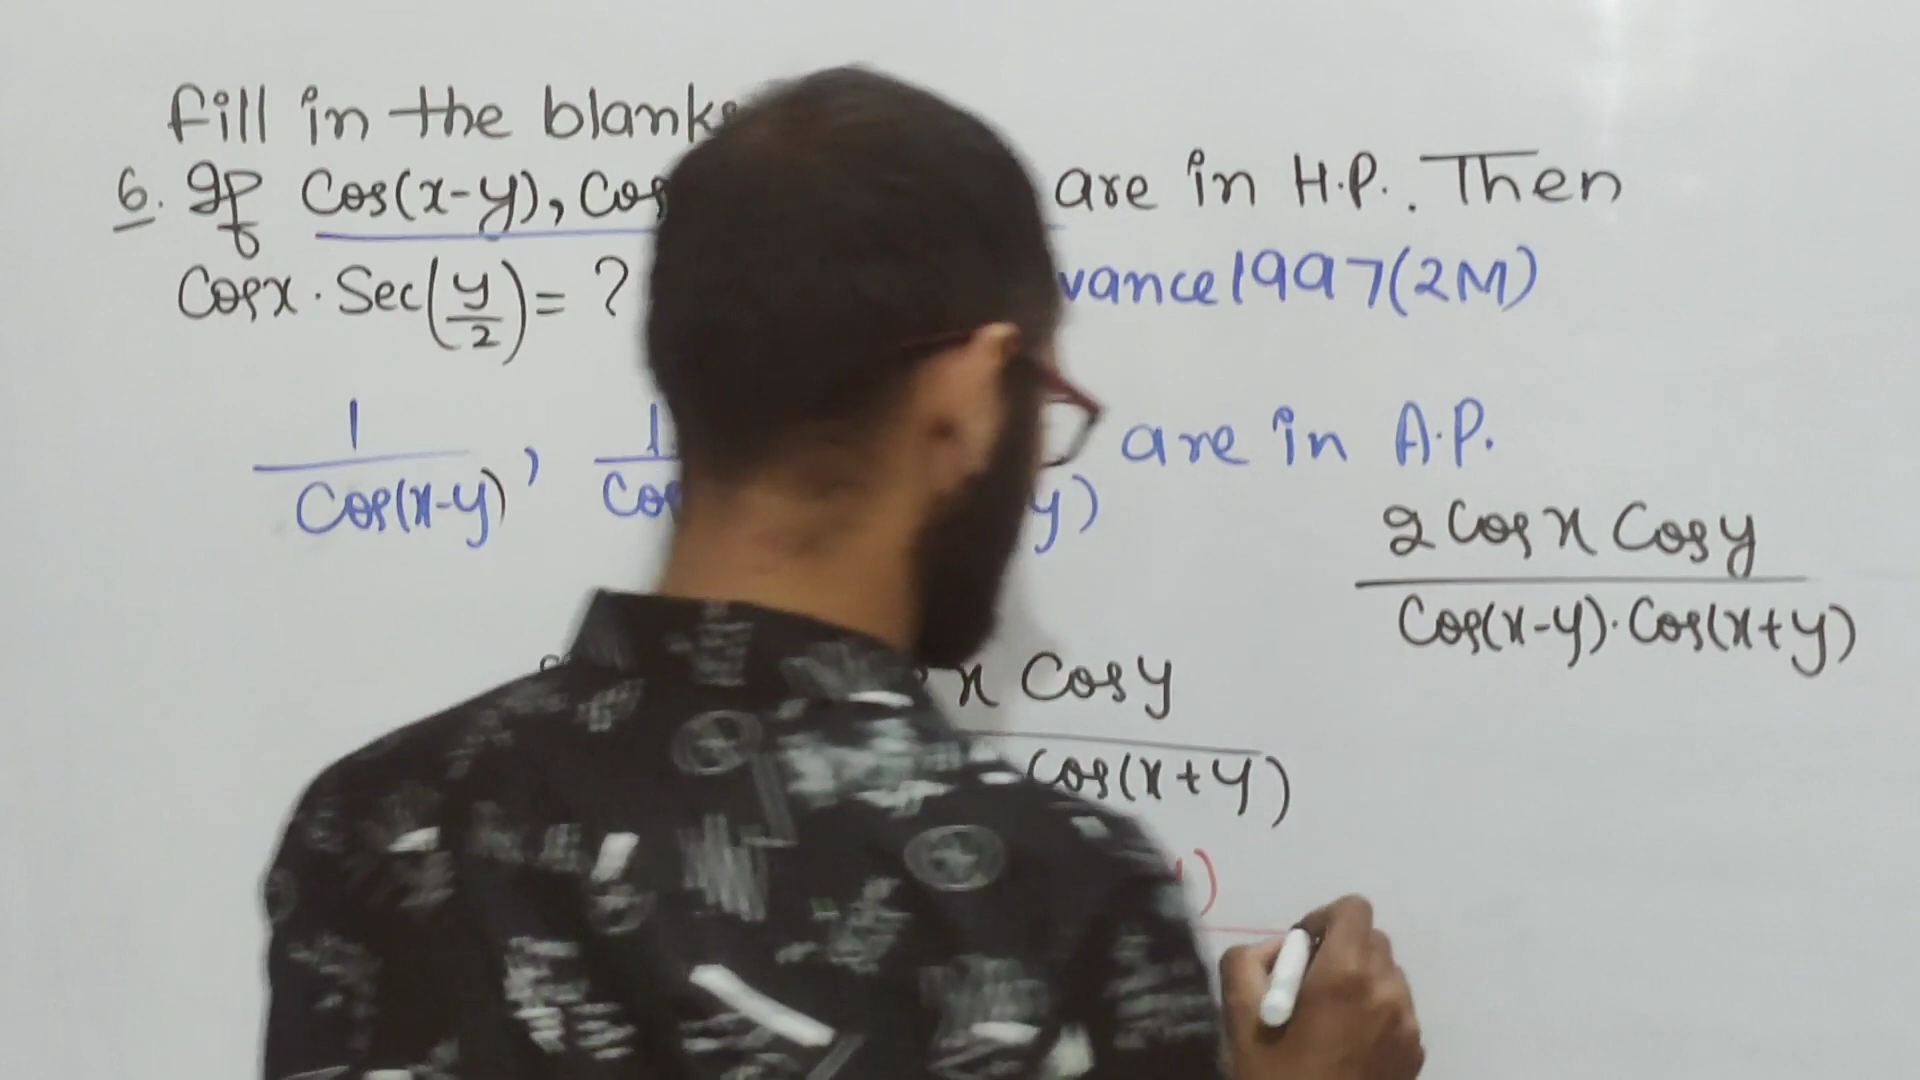 Fill in the blanks
6. If Cos(x-y), Cos are in H.P. Then
Cosx · Sec(y/2) = ? vance 1997 (2M)
1/Cos(x-y), 1/Cos y) are in A.P.
2 Cos x Cos y / Cos(x-y)·Cos(x+y)
x Cos y / Cos(x+y)